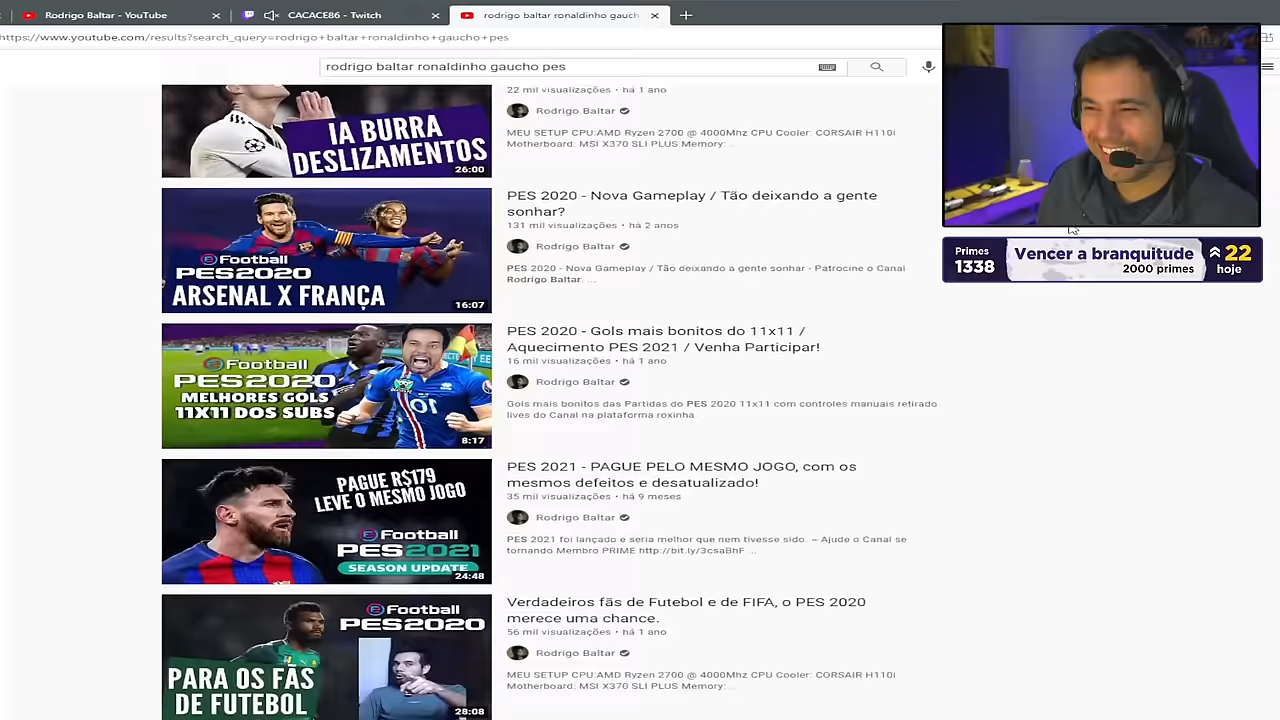 Rodrigo Baltar - YouTube
CACACE86 - Twitch
rodrigo baltar ronaldinho gauch
https://www.youtube.com/results?search_query=rodrigo+baltar+ronaldinho+gaucho+pes
rodrigo baltar ronaldinho gaucho pes
IA BURRA
DESLIZAMENTOS
26:00
22 mil visualizações • há 1 ano
Rodrigo Baltar
MEU SETUP CPU:AMD Ryzen 2700 @ 4000Mhz CPU Cooler: CORSAIR H110i
Motherboard: MSI X370 SLI PLUS Memory: ...
Primes
1338
Vencer a branquitude
2000 primes
22
hoje
eFootball
PES2020
ARSENAL X FRANÇA
16:07
PES 2020 - Nova Gameplay / Tão deixando a gente
sonhar?
131 mil visualizações • há 2 anos
Rodrigo Baltar
PES 2020 - Nova Gameplay / Tão deixando a gente sonhar - Patrocine o Canal
Rodrigo Baltar: ...
eFootball
PES2020
MELHORES GOLS
11X11 DOS SUBS
10
8:17
PES 2020 - Gols mais bonitos do 11x11 /
Aquecimento PES 2021 / Venha Participar!
16 mil visualizações • há 1 ano
Rodrigo Baltar
Gols mais bonitos das Partidas do PES 2020 11x11 com controles manuais retirado
lives do Canal na plataforma roxinha
PAGUE R$179
LEVE O MESMO JOGO
eFootball
PES2021
SEASON UPDATE
24:48
PES 2021 - PAGUE PELO MESMO JOGO, com os
mesmos defeitos e desatualizado!
35 mil visualizações • há 9 meses
Rodrigo Baltar
PES 2021 foi lançado e seria melhor que nem tivesse sido. – Ajude o Canal se
tornando Membro PRIME http://bit.ly/3csaBhF ...
eFootball
PES2020
PARA OS FÃS
DE FUTEBOL
28:08
Verdadeiros fãs de Futebol e de FIFA, o PES 2020
merece uma chance.
56 mil visualizações • há 1 ano
Rodrigo Baltar
MEU SETUP CPU:AMD Ryzen 2700 @ 4000Mhz CPU Cooler: CORSAIR H110i
Motherboard: MSI X370 SLI PLUS Memory: ...